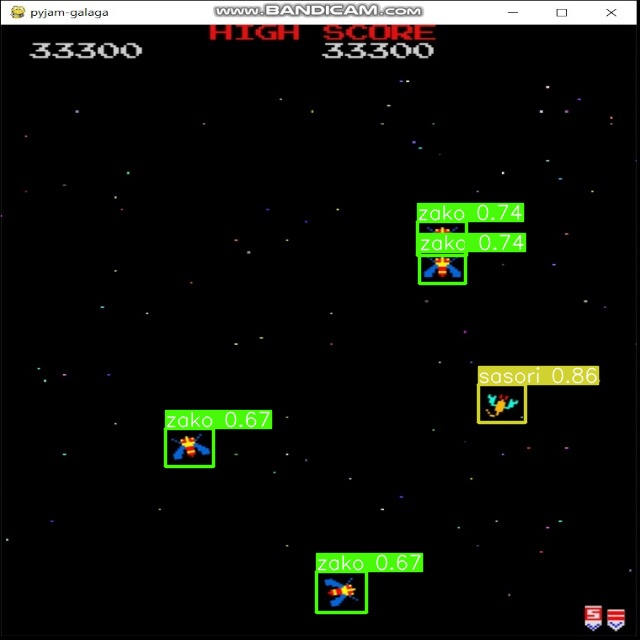 pyjam-galaga
www.BANDICAM.com
HIGH SCORE
33300 33300
zako 0.74
zako 0.74
sasori 0.86
zako 0.67
zako 0.67
5